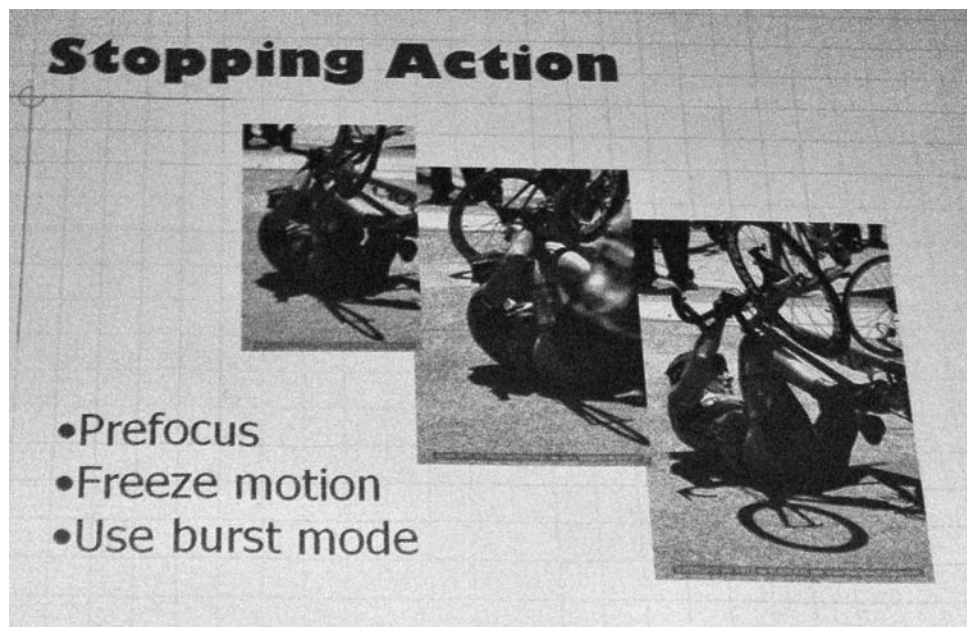 Stopping Action
•Prefocus
•Freeze motion
•Use burst mode